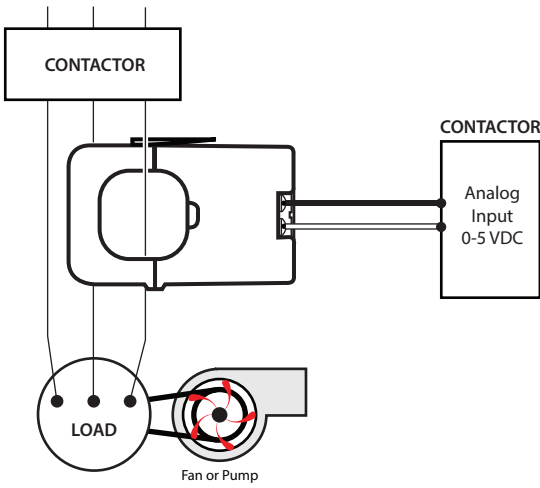 CONTACTOR
CONTACTOR
Analog
Input
0-5 VDC
LOAD
Fan or Pump